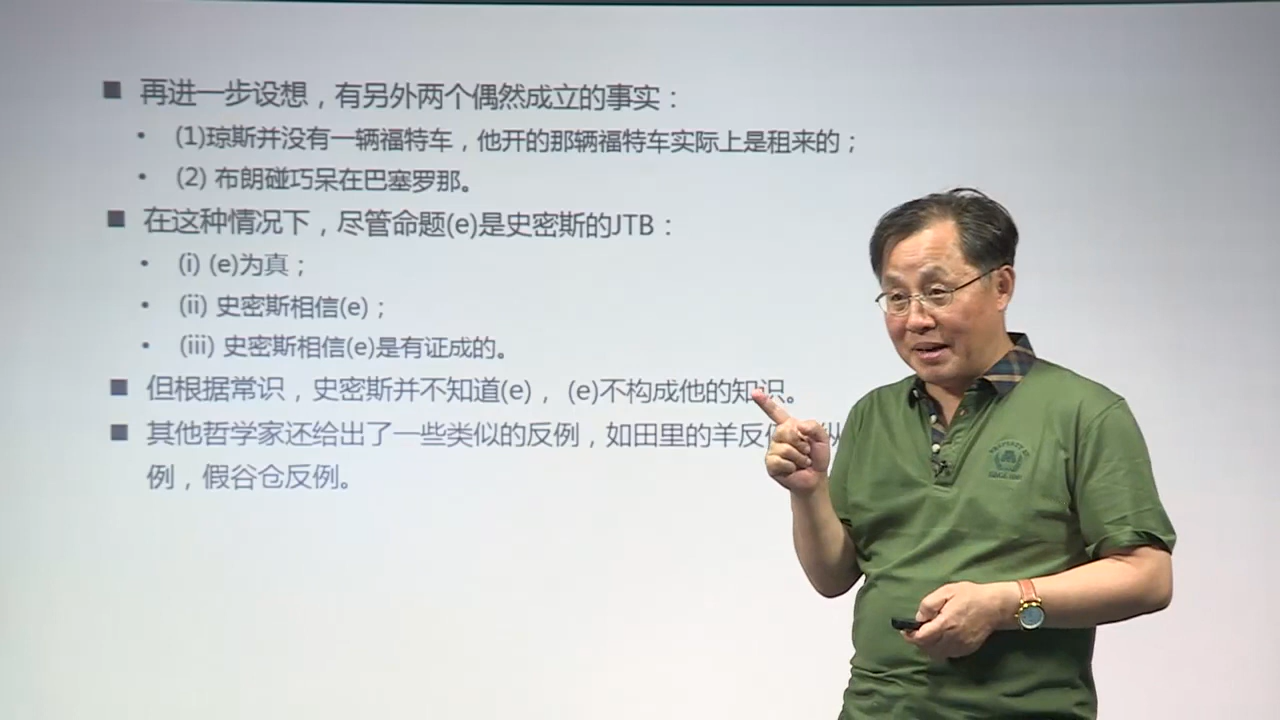 再进一步设想，有另外两个偶然成立的事实：
(1)琼斯并没有一辆福特车，他开的那辆福特车实际上是租来的；
(2) 布朗碰巧呆在巴塞罗那。
在这种情况下，尽管命题(e)是史密斯的JTB：
(i) (e)为真；
(ii) 史密斯相信(e)；
(iii) 史密斯相信(e)是有证成的。
但根据常识，史密斯并不知道(e)，(e)不构成他的知识。
其他哲学家还给出了一些类似的反例，如田里的羊反
例，假谷仓反例。